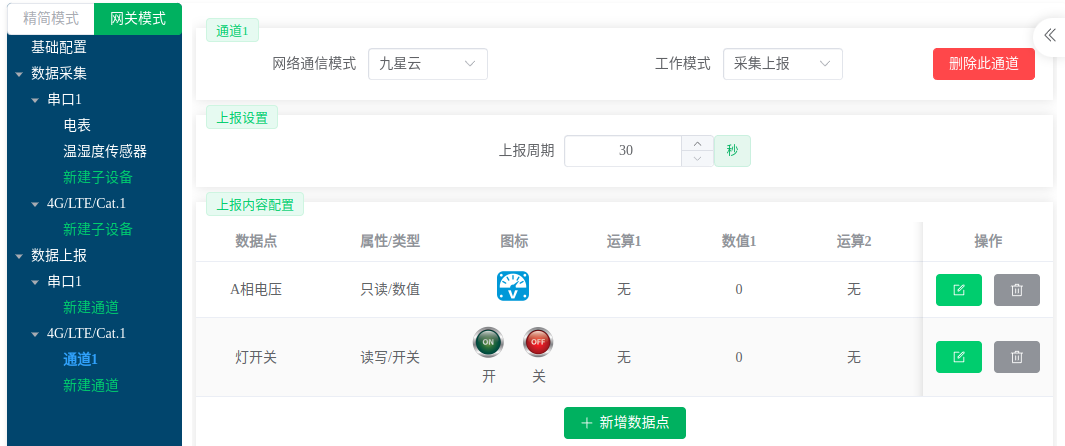 精简模式 网关模式
基础配置
数据采集
串口1
电表
温湿度传感器
新建子设备
4G/LTE/Cat.1
新建子设备
数据上报
串口1
新建通道
4G/LTE/Cat.1
通道1
新建通道
通道1
网络通信模式 九星云 工作模式 采集上报 删除此通道
上报设置
上报周期 30 秒
上报内容配置
数据点 属性/类型 图标 运算1 数值1 运算2 操作
A相电压 只读/数值 V 无 0 无
灯开关 读写/开关 ON OFF 无 0 无
开 关
新增数据点